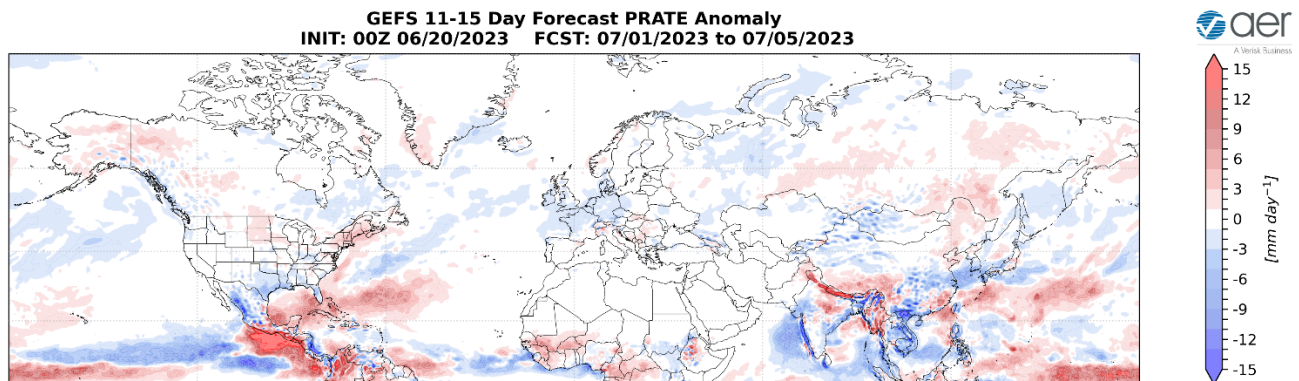 GEFS 11-15 Day Forecast PRATE Anomaly
INIT: 00Z 06/20/2023    FCST: 07/01/2023 to 07/05/2023
aer
A Verisk Business
15
12
9
6
3
0
-3
-6
-9
-12
-15
[mm day⁻¹]